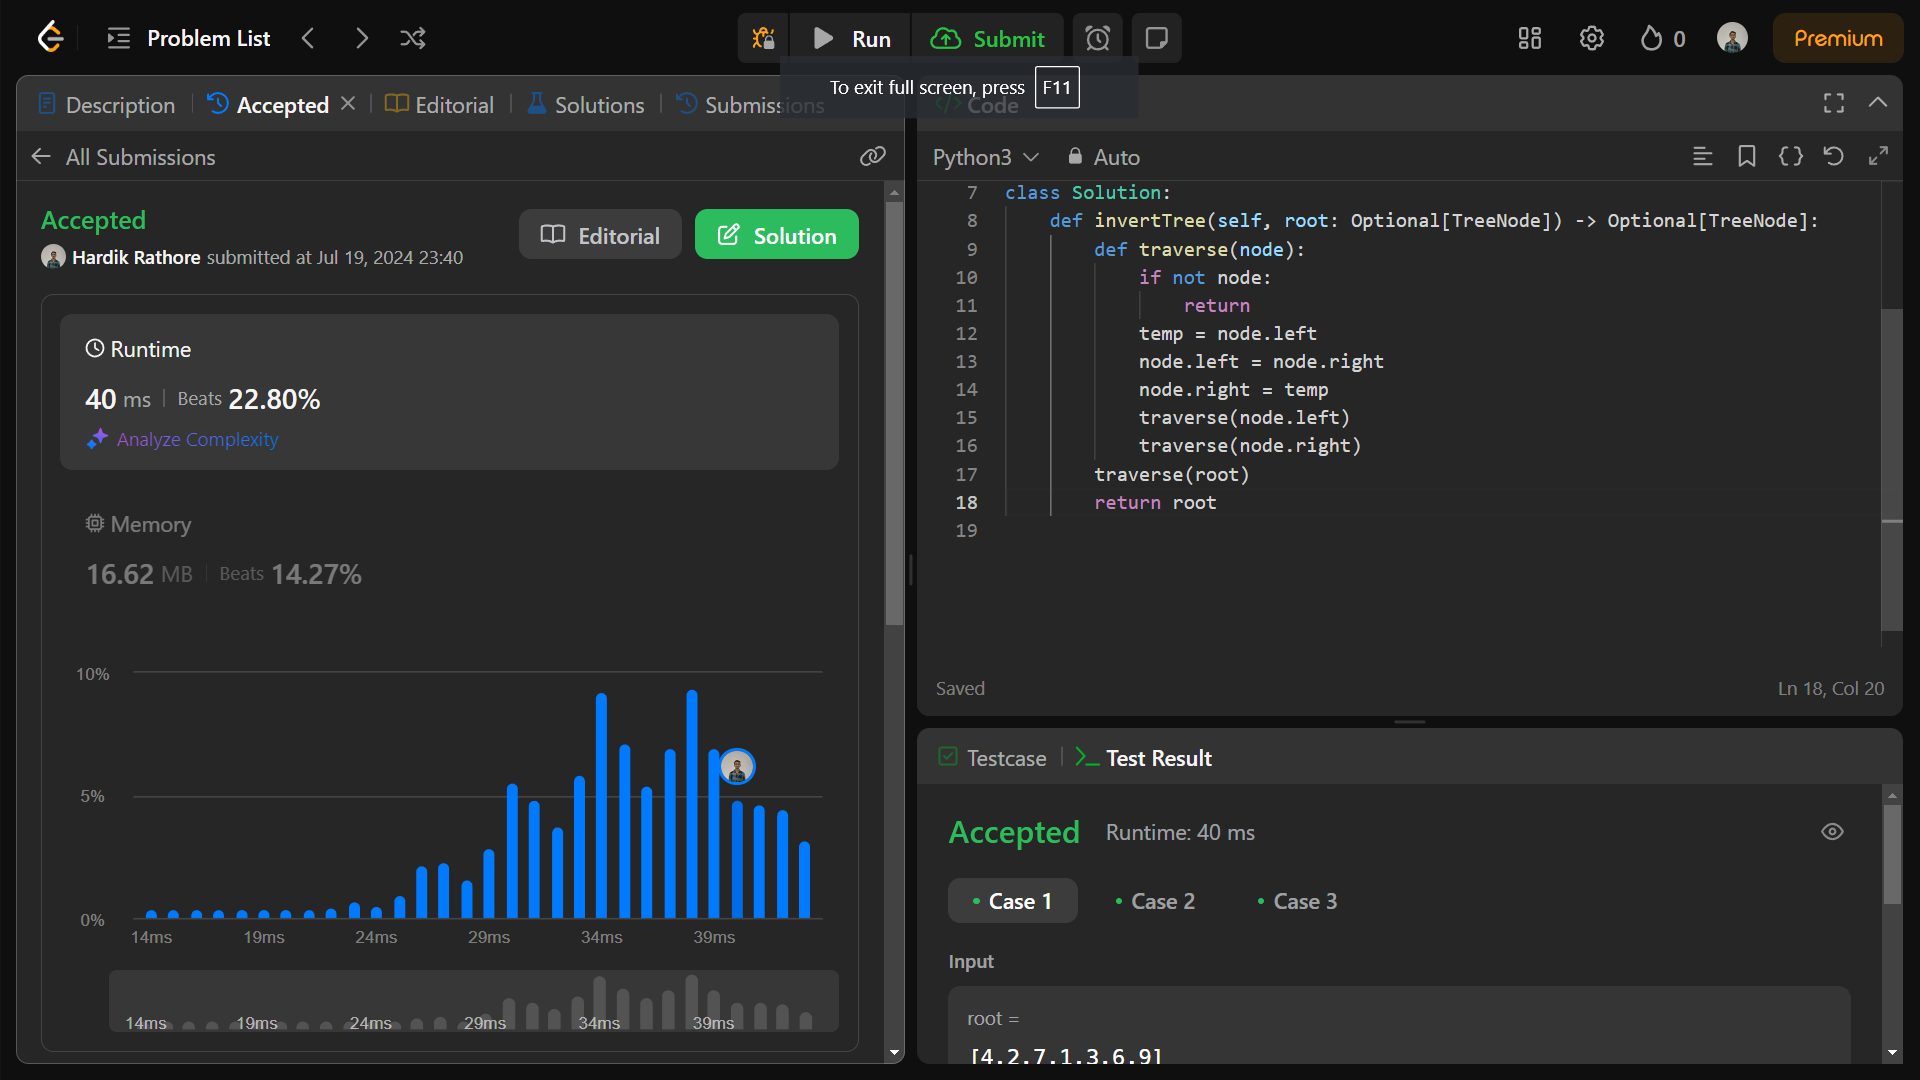 Problem List
Run
Submit
0
Premium
To exit full screen, press F11
Description
Accepted
Editorial
Solutions
Submissions
Code
All Submissions
Accepted
Hardik Rathore submitted at Jul 19, 2024 23:40
Editorial
Solution
Runtime
40 ms
Beats 22.80%
Analyze Complexity
Memory
16.62 MB
Beats 14.27%
10%
5%
0%
14ms 19ms 24ms 29ms 34ms 39ms
14ms 19ms 24ms 29ms 34ms 39ms
Python3
Auto
7 class Solution:
8 def invertTree(self, root: Optional[TreeNode]) -> Optional[TreeNode]:
9 def traverse(node):
10 if not node:
11 return
12 temp = node.left
13 node.left = node.right
14 node.right = temp
15 traverse(node.left)
16 traverse(node.right)
17 traverse(root)
18 return root
19
Saved
Ln 18, Col 20
Testcase
Test Result
Accepted
Runtime: 40 ms
Case 1
Case 2
Case 3
Input
root =
[4,2,7,1,3,6,9]